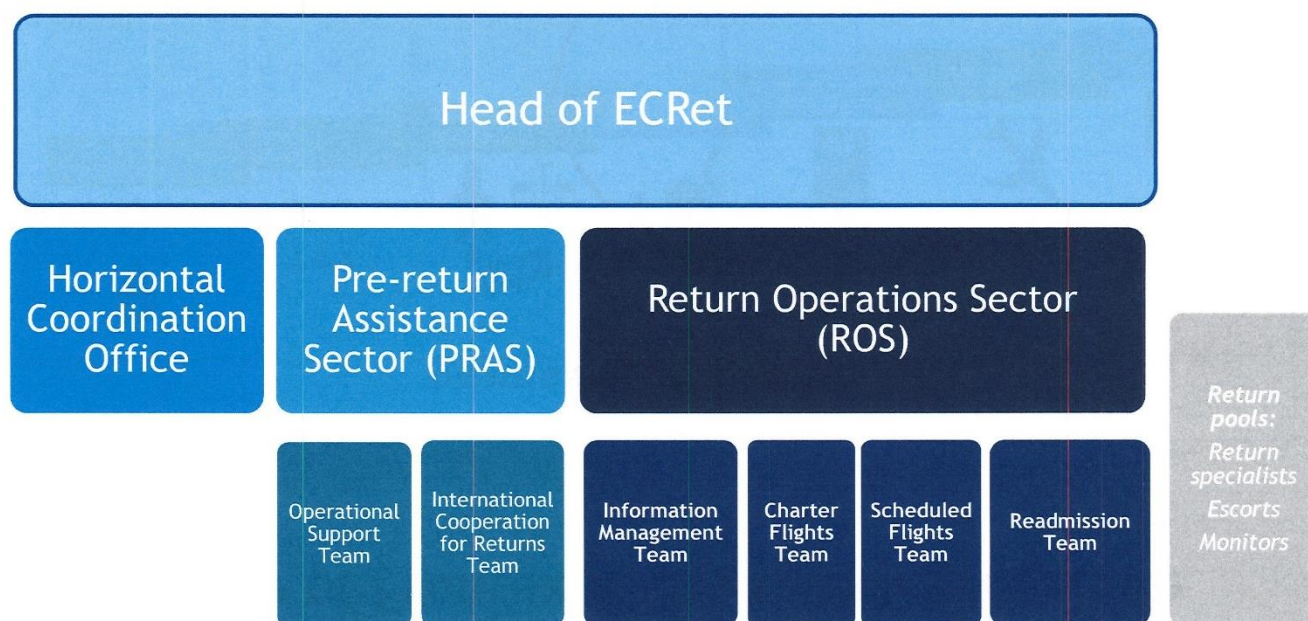 Head of ECRet
Horizontal
Coordination
Office
Pre-return
Assistance
Sector (PRAS)
Return Operations Sector
(ROS)
Operational
Support
Team
International
Cooperation
for Returns
Team
Information
Management
Team
Charter
Flights
Team
Scheduled
Flights
Team
Readmission
Team
Return
pools:
Return
specialists
Escorts
Monitors